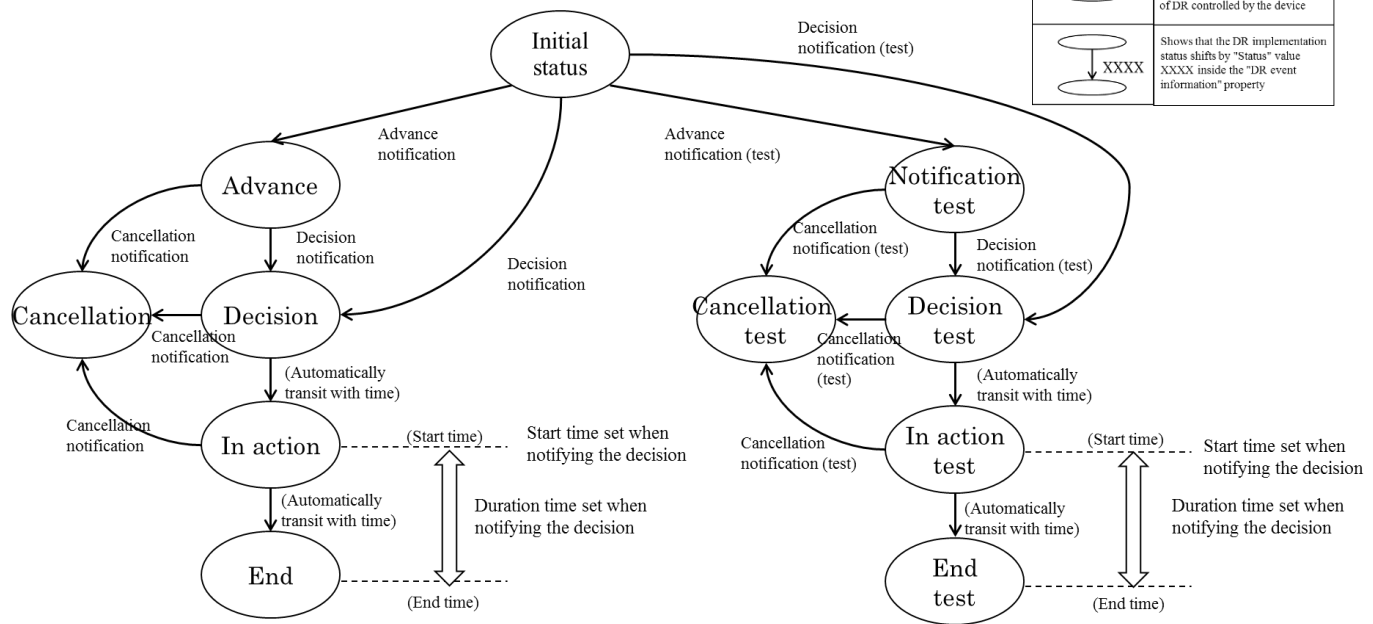 of DR controlled by the device
XXXX
Shows that the DR implementation
status shifts by "Status" value
XXXX inside the "DR event
information" property
Initial
status
Decision
notification (test)
Advance
notification
Advance
notification (test)
Advance
Notification
test
Cancellation
notification
Decision
notification
Decision
notification
Cancellation
notification (test)
Decision
notification (test)
Cancellation
Decision
Cancellation
notification
Cancellation
test
Decision
test
Cancellation
notification
(test)
(Automatically
transit with time)
(Automatically
transit with time)
Cancellation
notification
In action
(Start time)
Start time set when
notifying the decision
Cancellation
notification (test)
In action
test
(Start time)
Start time set when
notifying the decision
(Automatically
transit with time)
Duration time set when
notifying the decision
(Automatically
transit with time)
Duration time set when
notifying the decision
End
(End time)
End
test
(End time)